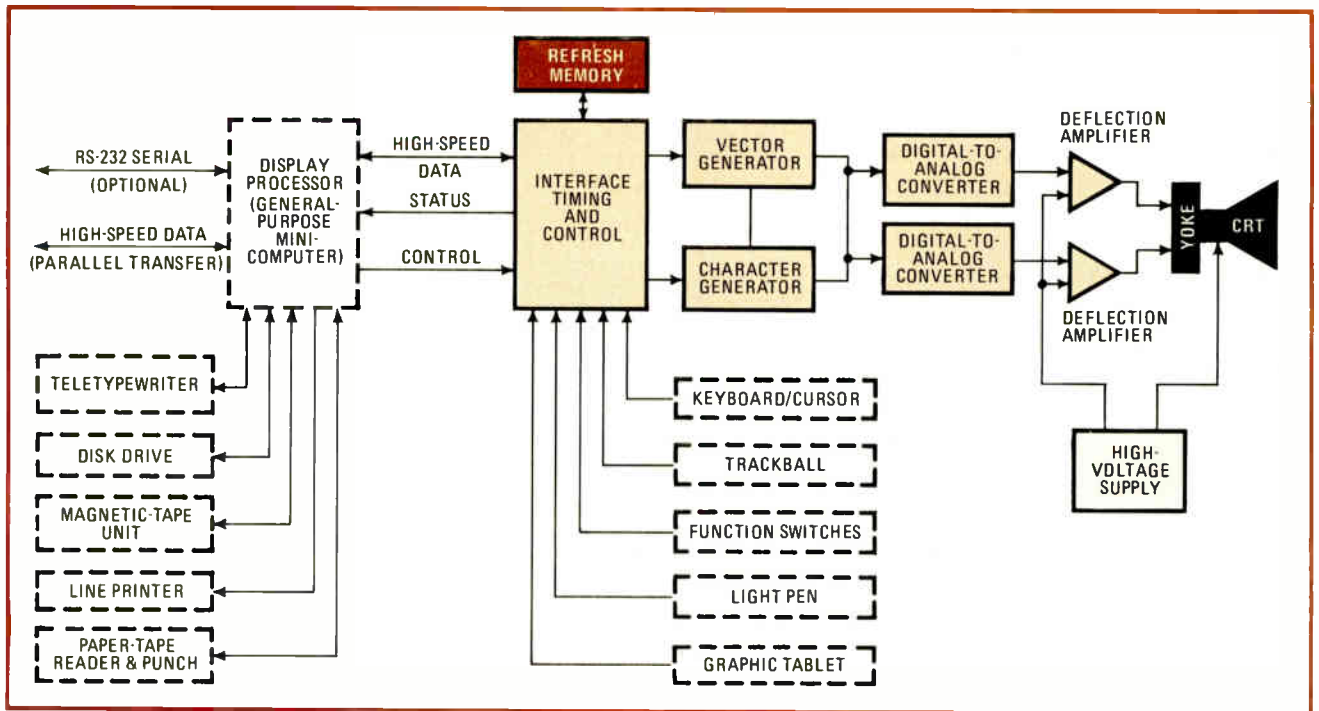 REFRESH
MEMORY
RS-232 SERIAL
(OPTIONAL)
HIGH-SPEED DATA
(PARALLEL TRANSFER)
DISPLAY
PROCESSOR
(GENERAL-
PURPOSE
MINI-
COMPUTER)
HIGH-SPEED
DATA
STATUS
CONTROL
INTERFACE
TIMING
AND
CONTROL
VECTOR
GENERATOR
CHARACTER
GENERATOR
DIGITAL-TO-
ANALOG
CONVERTER
DIGITAL-TO-
ANALOG
CONVERTER
DEFLECTION
AMPLIFIER
DEFLECTION
AMPLIFIER
YOKE
CRT
HIGH-
VOLTAGE
SUPPLY
TELETYPEWRITER
DISK DRIVE
MAGNETIC-TAPE
UNIT
LINE PRINTER
PAPER-TAPE
READER & PUNCH
KEYBOARD/CURSOR
TRACKBALL
FUNCTION SWITCHES
LIGHT PEN
GRAPHIC TABLET